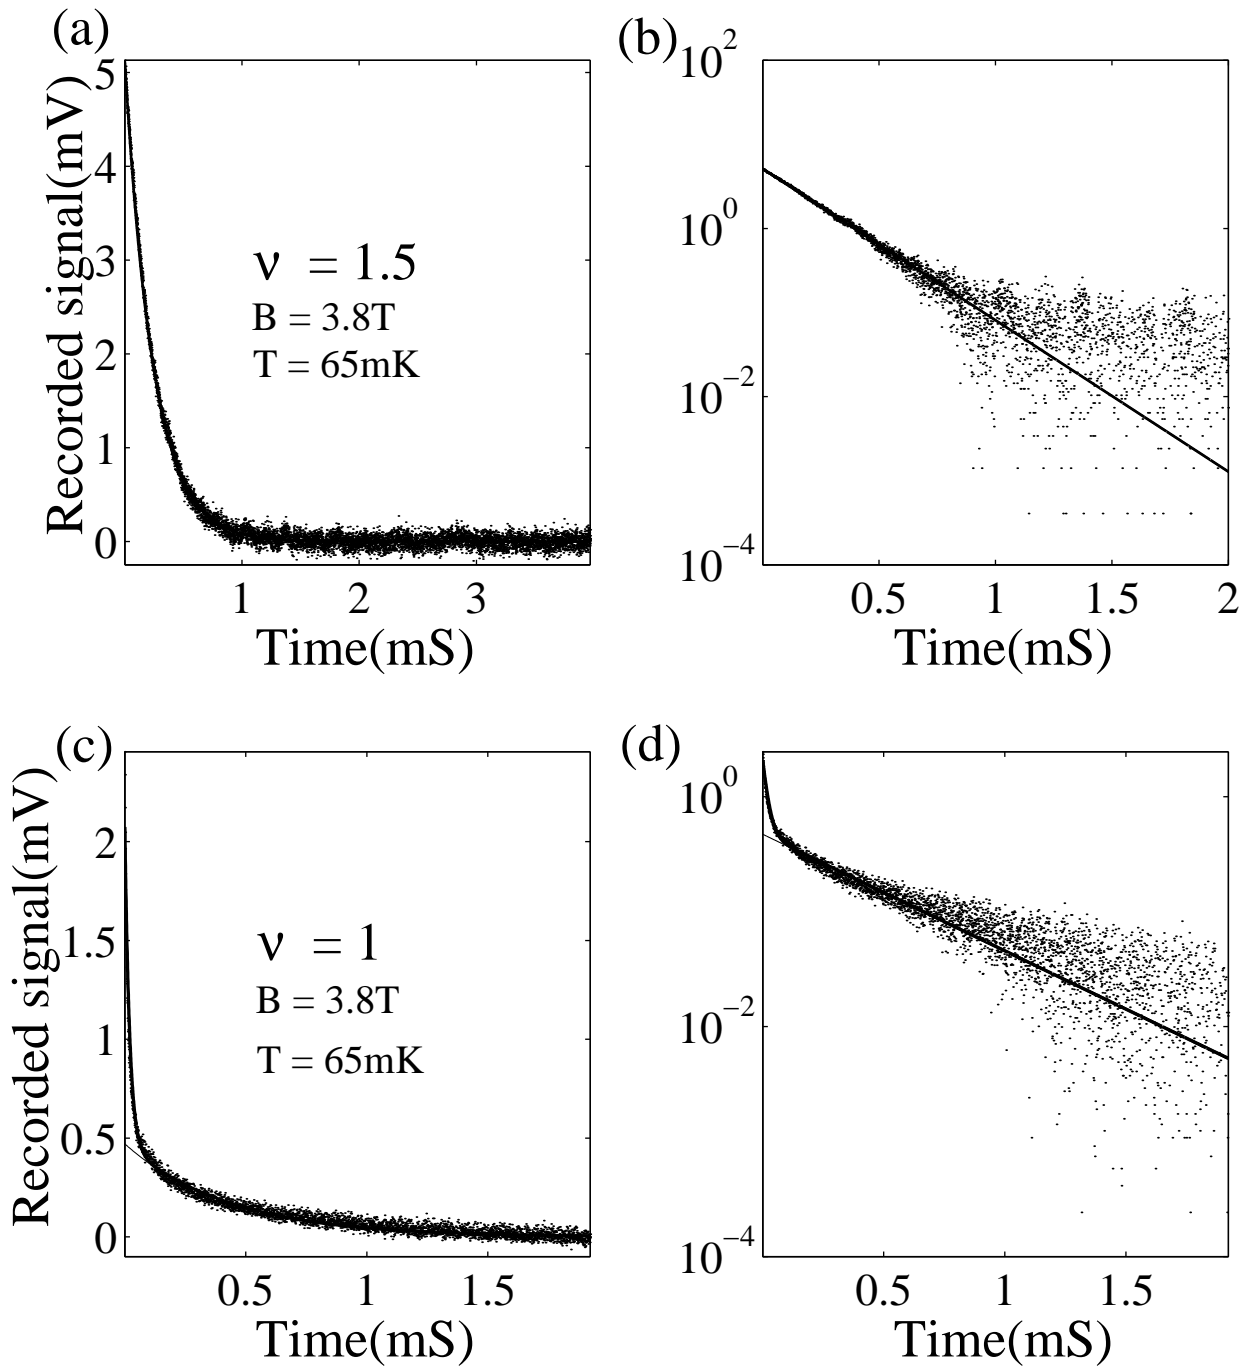 (a)
Recorded signal(mV)
5
4
3
2
1
0
ν = 1.5
B = 3.8T
T = 65mK
1 2 3
Time(mS)
(b)
10^2
10^0
10^-2
10^-4
0.5 1 1.5 2
Time(mS)
(c)
Recorded signal(mV)
2
1.5
1
0.5
0
ν = 1
B = 3.8T
T = 65mK
0.5 1 1.5
Time(mS)
(d)
10^0
10^-2
10^-4
0.5 1 1.5
Time(mS)